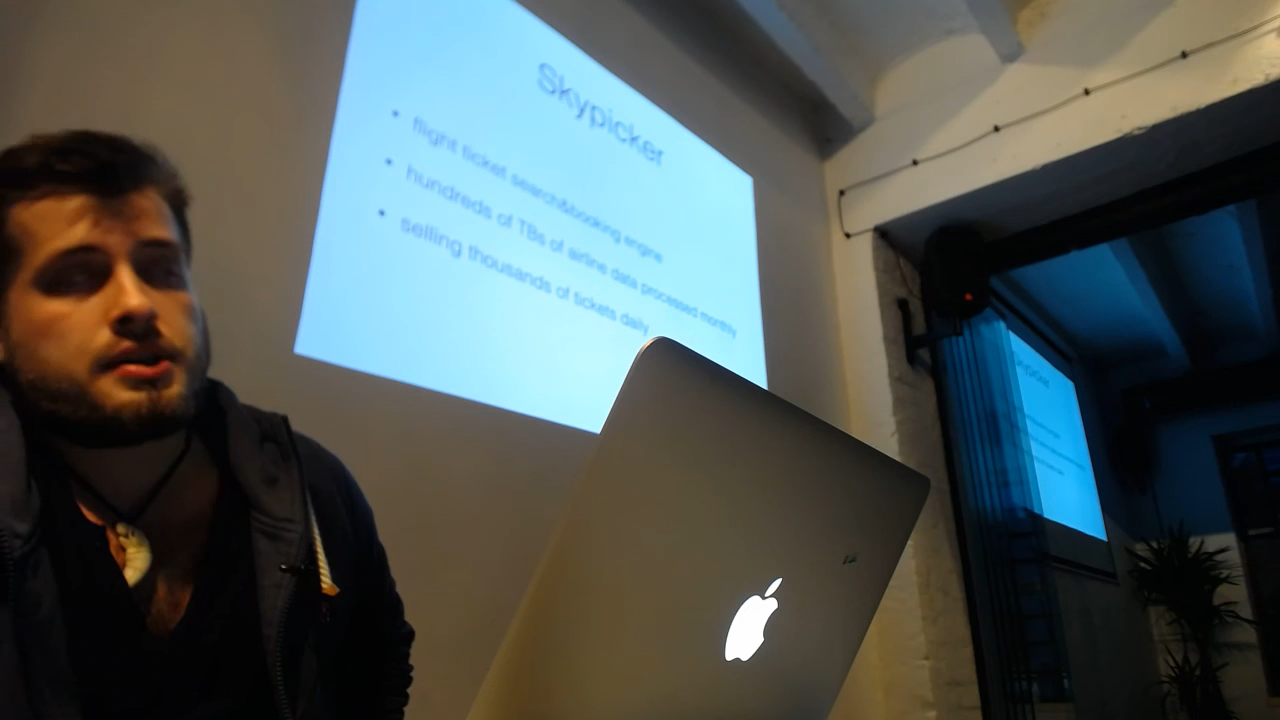 Skypicker
• flight ticket search&booking engine
• hundreds of TBs of airline data processed monthly
• selling thousands of tickets daily
Skypicker